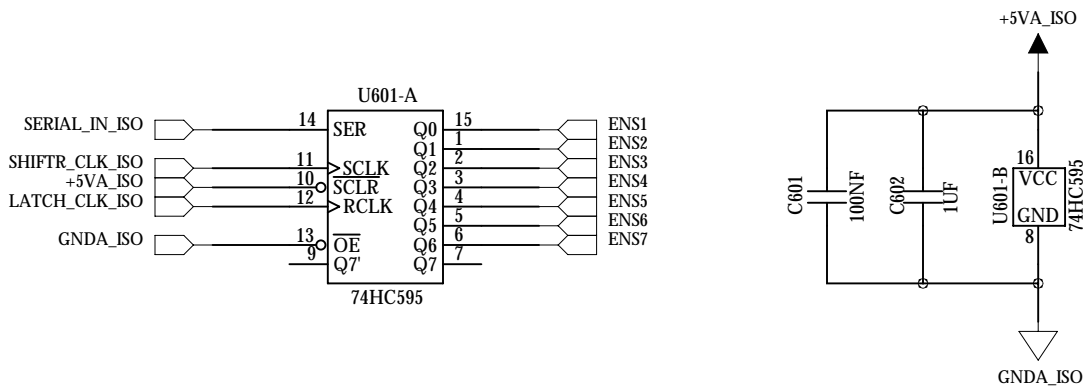 +5VA_ISO
U601-A
SERIAL_IN_ISO 14 SER Q0 15 ENS1
Q1 1 ENS2
SHIFTR_CLK_ISO 11 SCLK Q2 2 ENS3
+5VA_ISO 10 SCLR Q3 3 ENS4
LATCH_CLK_ISO 12 RCLK Q4 4 ENS5
Q5 5 ENS6
GNDA_ISO 13 OE Q6 6 ENS7
9 Q7' Q7 7
74HC595
C601
100NF
C602
1UF
U601-B
16
VCC
GND
8
74HC595
GNDA_ISO